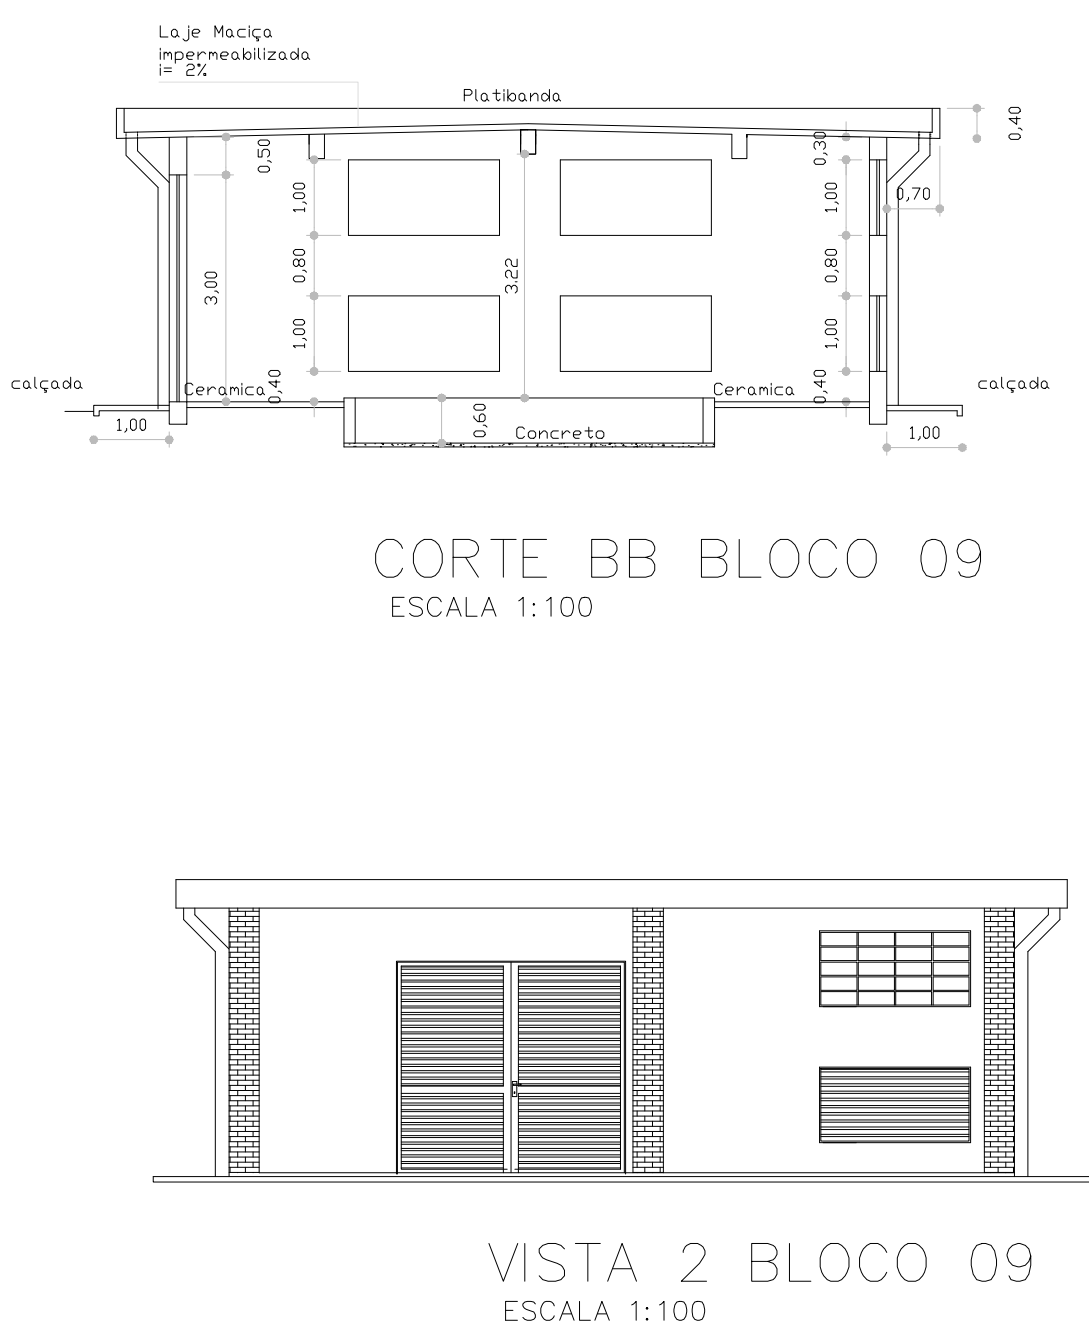 Laje Maciça
impermeabilizada
i= 2%
Platibanda
0,40
0,50
0,30
1,00
1,00
0,70
0,80
3.22
0,80
3,00
1,00
1,00
calçada
Ceramica
0,40
Ceramica
0,40
calçada
1,00
0,60
Concreto
1,00
CORTE BB BLOCO 09
ESCALA 1:100
VISTA 2 BLOCO 09
ESCALA 1:100